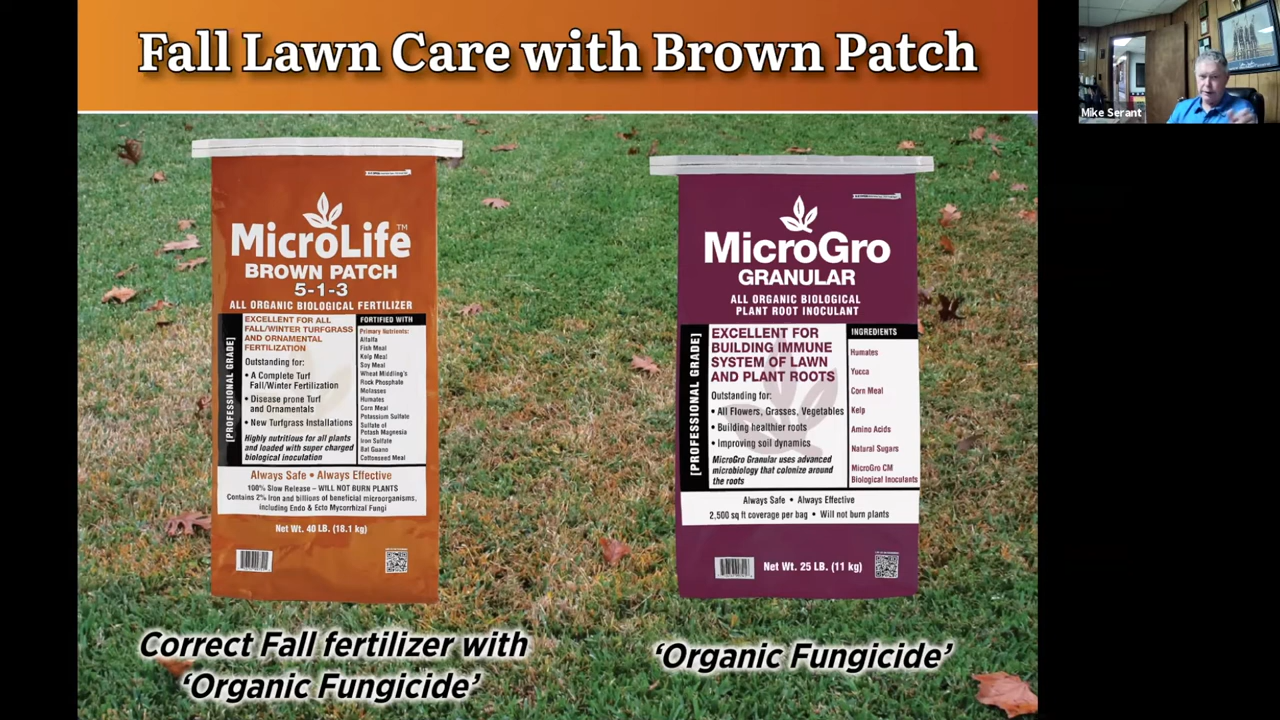 Fall Lawn Care with Brown Patch
Mike Serant
MicroLife™
BROWN PATCH
5-1-3
ALL ORGANIC BIOLOGICAL FERTILIZER
[PROFESSIONAL GRADE]
EXCELLENT FOR ALL
FALL/WINTER TURFGRASS
AND ORNAMENTAL
FERTILIZATION
Outstanding for:
• A Complete Turf
Fall/Winter Fertilization
• Disease prone Turf
and Ornamentals
• New Turfgrass Installations
Highly nutritious for all plants
and loaded with super charged
biological inoculation
FORTIFIED WITH
Primary Nutrients:
Alfalfa
Fish Meal
Kelp Meal
Soy Meal
Wheat Middling's
Rock Phosphate
Molasses
Humates
Corn Meal
Potassium Sulfate
Sulfate of
Potash Magnesia
Iron Sulfate
Bat Guano
Cottonseed Meal
Always Safe • Always Effective
100% Slow Release – WILL NOT BURN PLANTS
Contains 2% Iron and billions of beneficial microorganisms,
including Endo & Ecto Mycorrhizal Fungi
Net Wt. 40 LB. (18.1 kg)
Correct Fall fertilizer with
‘Organic Fungicide’
MicroGro
GRANULAR
ALL ORGANIC BIOLOGICAL
PLANT ROOT INOCULANT
[PROFESSIONAL GRADE]
EXCELLENT FOR
BUILDING IMMUNE
SYSTEM OF LAWN
AND PLANT ROOTS
Outstanding for:
• All Flowers, Grasses, Vegetables
• Building healthier roots
• Improving soil dynamics
MicroGro Granular uses advanced
microbiology that colonize around
the roots
INGREDIENTS
Humates
Yucca
Corn Meal
Kelp
Amino Acids
Natural Sugars
MicroGro CM
Biological Inoculants
Always Safe • Always Effective
2,500 sq ft coverage per bag • Will not burn plants
Net Wt. 25 LB. (11 kg)
‘Organic Fungicide’